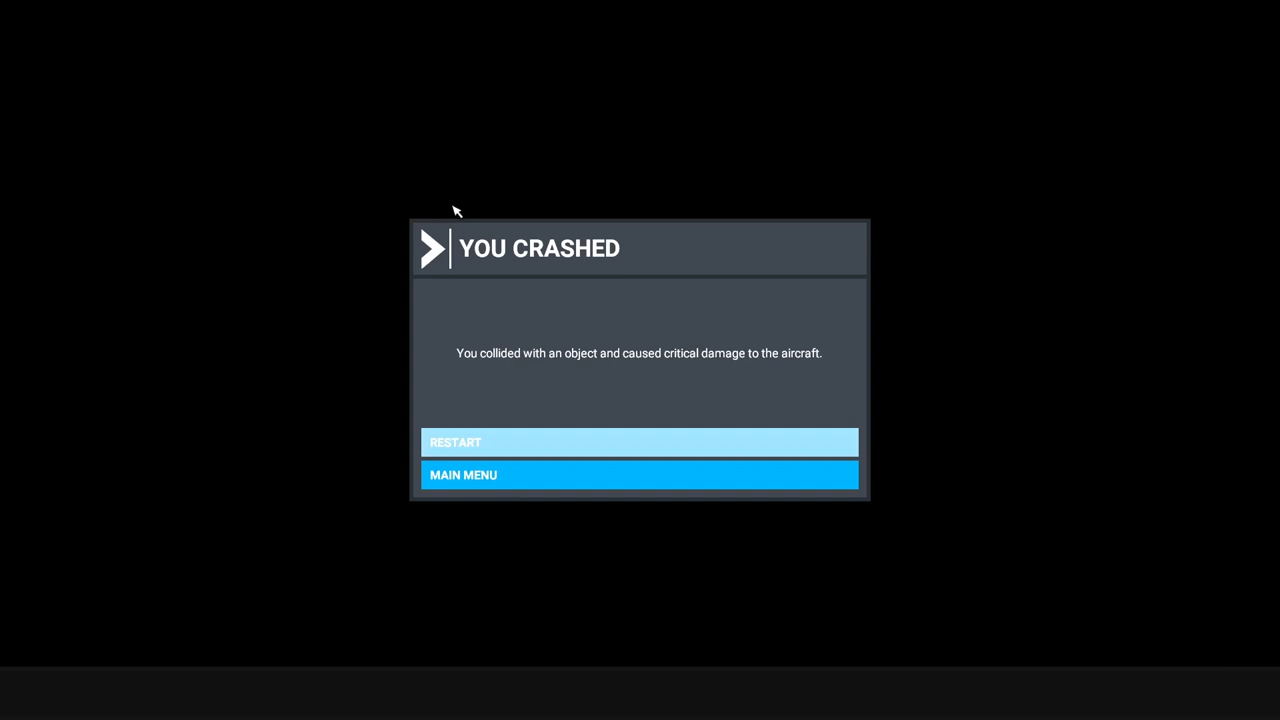 YOU CRASHED
You collided with an object and caused critical damage to the aircraft.
RESTART
MAIN MENU